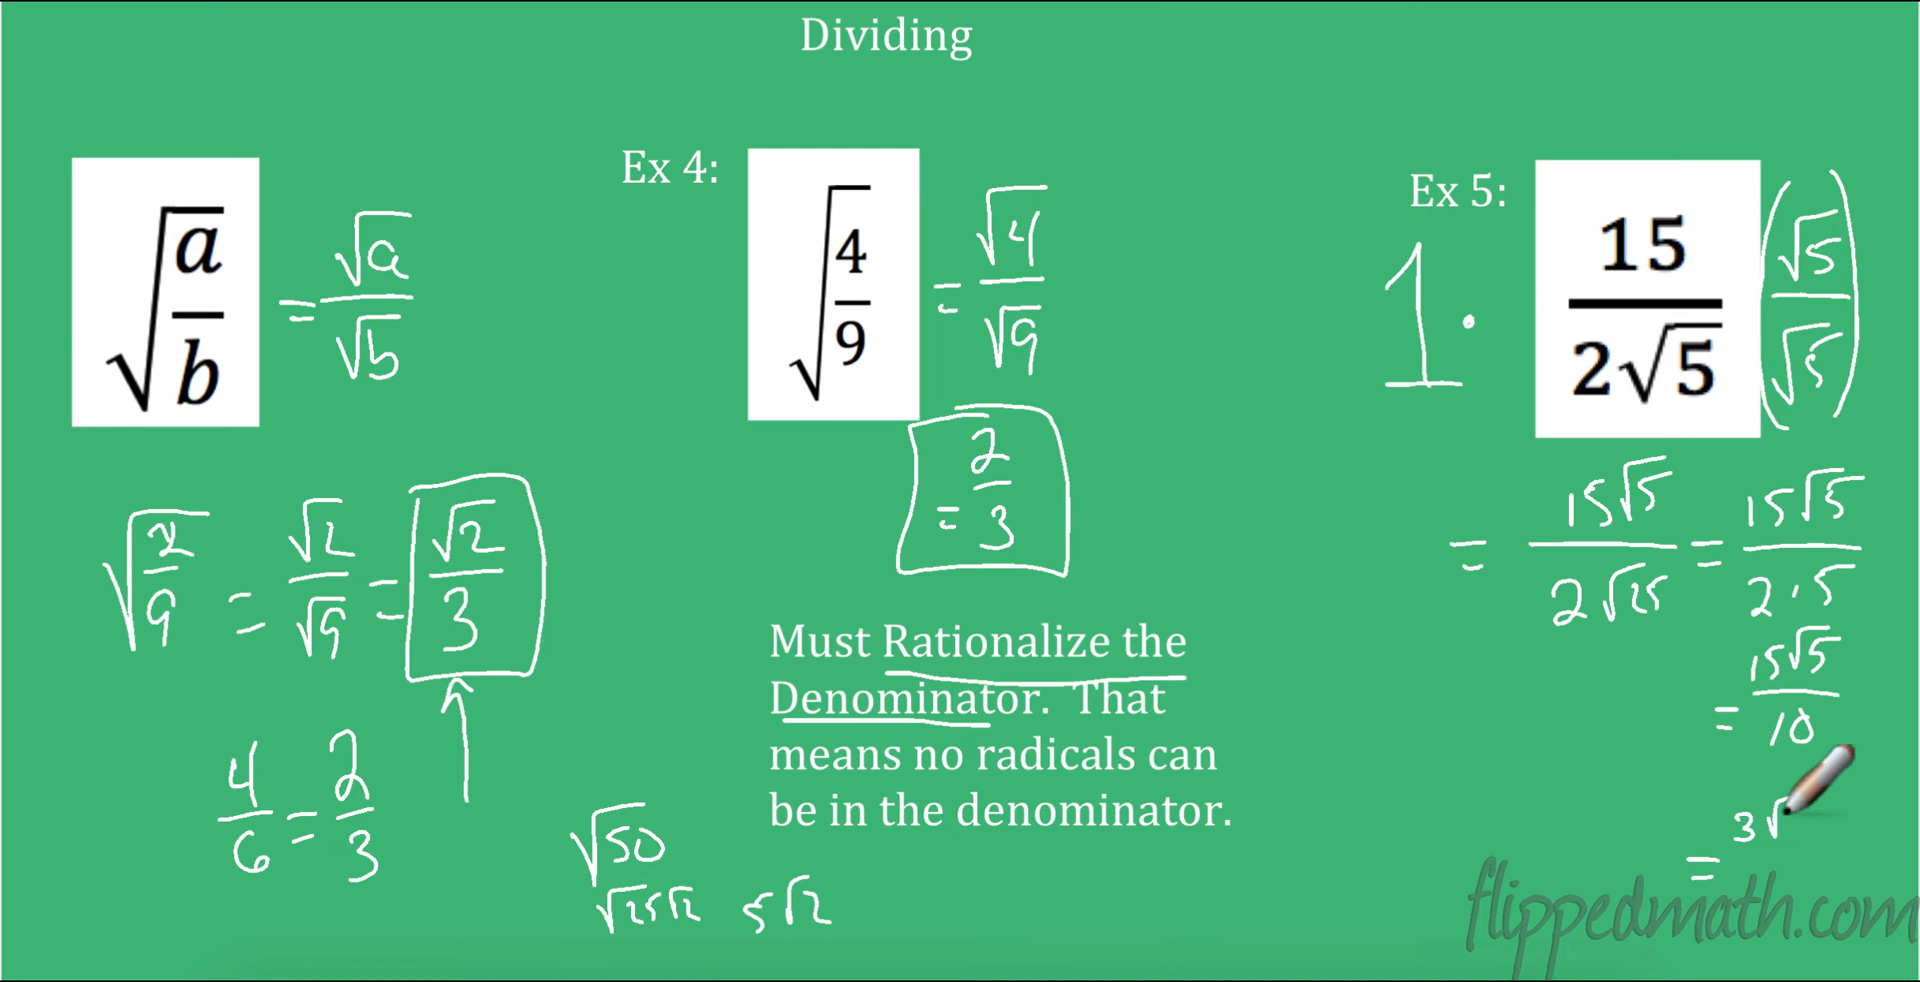 Dividing
√(a/b) = √a/√b
√(2/9) = √2/√9 = √2/3
4/6 = 2/3
Ex 4:
√(4/9) = √4/√9
= 2/3
Must Rationalize the
Denominator. That
means no radicals can
be in the denominator.
√50
√25√2 5√2
Ex 5:
1 · 15/(2√5) (√5/√5)
= 15√5/(2√25) = 15√5/(2·5)
= 15√5/10
= 3√
flippedmath.com